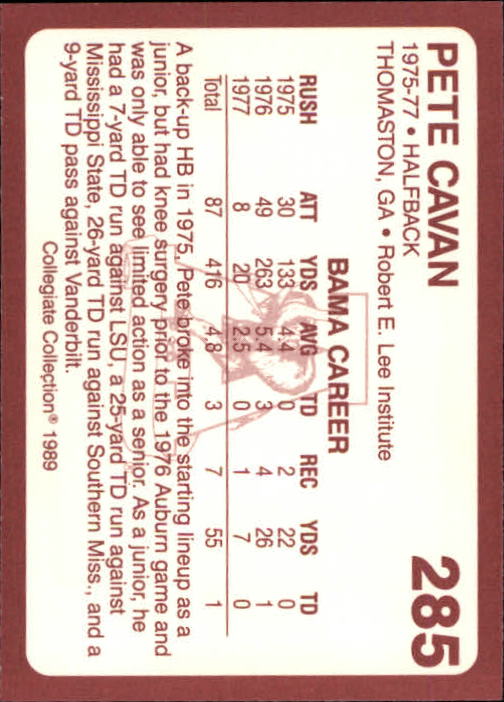 PETE CAVAN 285
1975-77 • HALFBACK
THOMASTON, GA • Robert E. Lee Institute
BAMA CAREER
RUSH ATT YDS AVG TD REC YDS TD
1975 30 133 4.4 0 2 22 0
1976 49 263 5.4 3 4 26 1
1977 8 20 2.5 0 1 7 0
Total 87 416 4.8 3 7 55 1
A back-up HB in 1975, Pete broke into the starting lineup as a
junior, but had knee surgery prior to the 1976 Auburn game and
was only able to see limited action as a senior. As a junior, he
had a 7-yard TD run against LSU, a 25-yard TD run against
Mississippi State, 26-yard TD run against Southern Miss., and a
9-yard TD pass against Vanderbilt.
Collegiate Collection® 1989